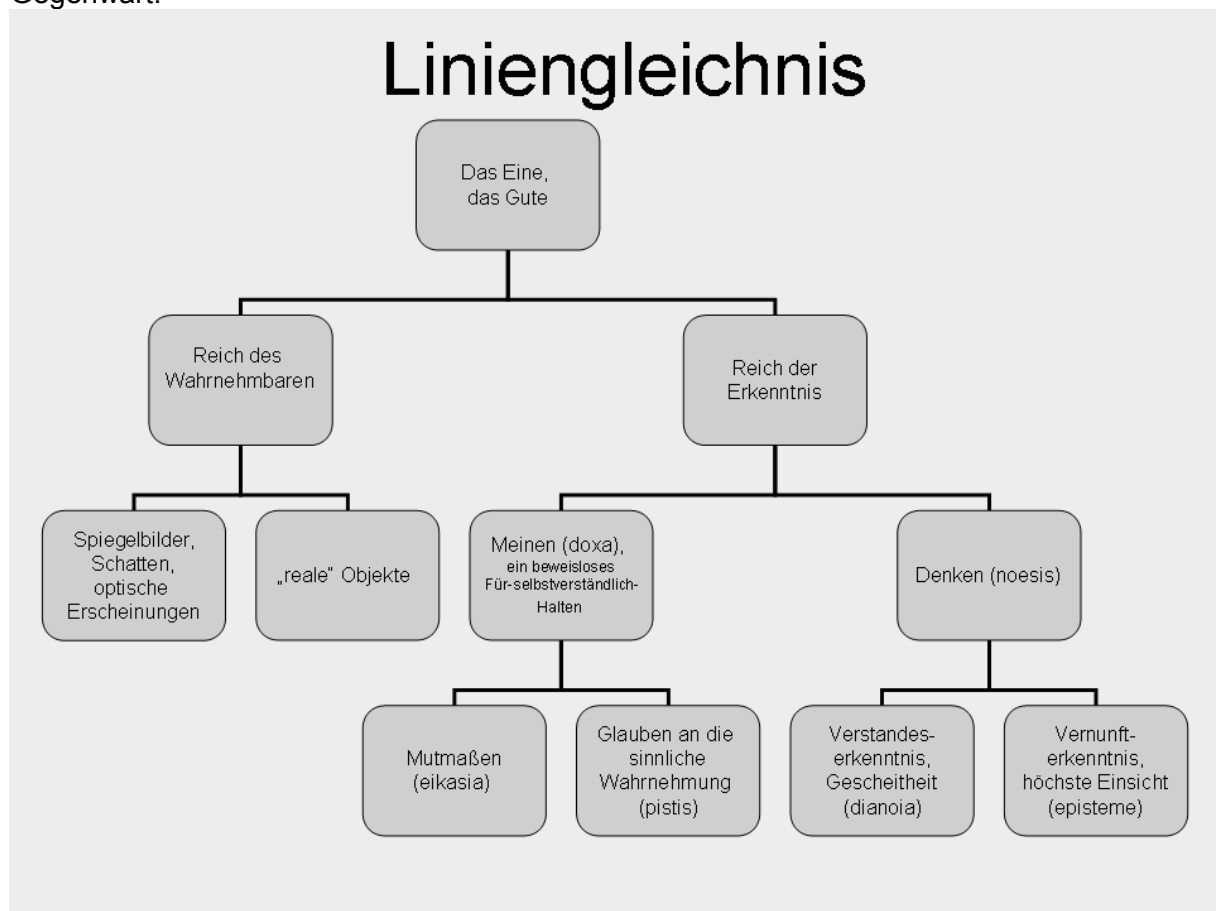 Gegenwart.
Liniengleichnis
Das Eine,
das Gute
Reich des
Wahrnehmbaren
Reich der
Erkenntnis
Spiegelbilder,
Schatten,
optische
Erscheinungen
„reale“ Objekte
Meinen (doxa),
ein beweisloses
Für-selbstverständlich-
Halten
Denken (noesis)
Mutmaßen
(eikasia)
Glauben an die
sinnliche
Wahrnehmung
(pistis)
Verstandes-
erkenntnis,
Gescheitheit
(dianoia)
Vernunft-
erkenntnis,
höchste Einsicht
(episteme)